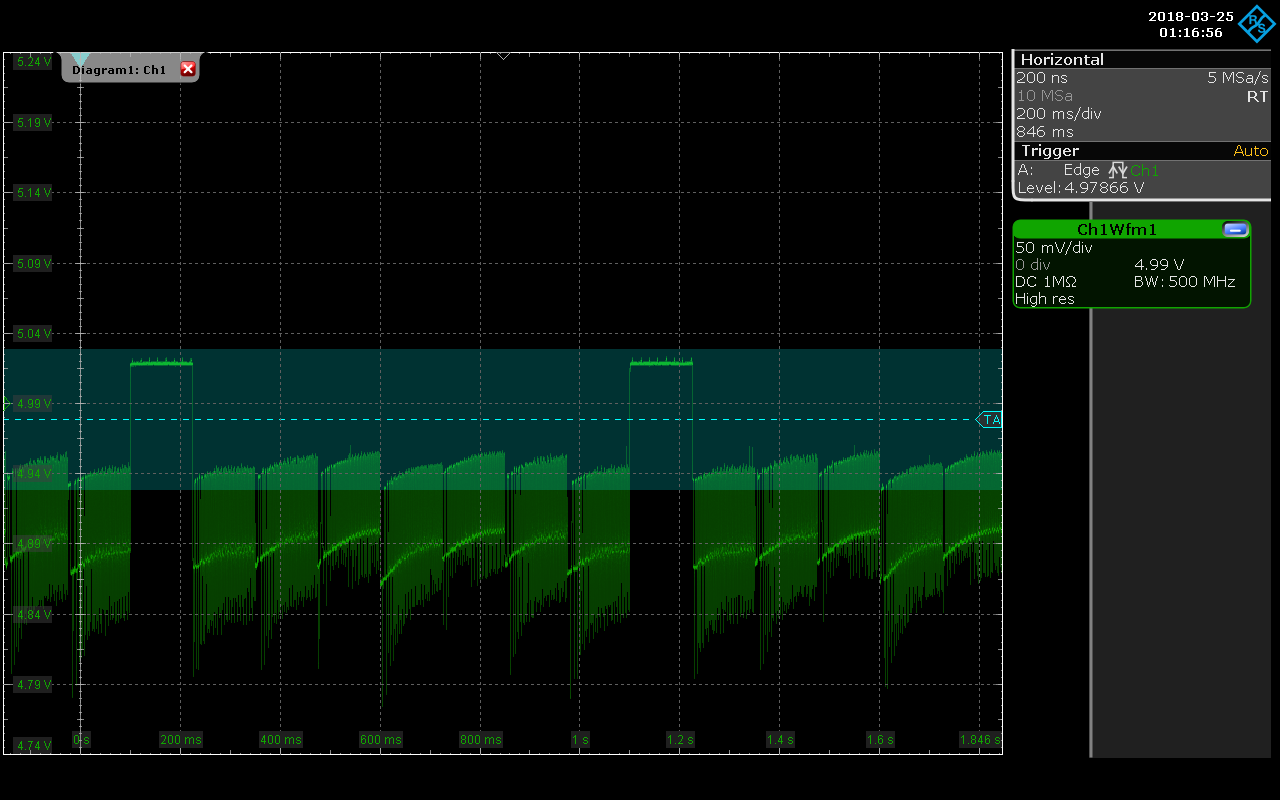 2018-03-25
01:16:56
R S
Diagram1: Ch1
5.24 V
5.19 V
5.14 V
5.09 V
5.04 V
4.99 V
4.94 V
4.89 V
4.84 V
4.79 V
4.74 V
0 s 200 ms 400 ms 600 ms 800 ms 1 s 1.2 s 1.4 s 1.6 s 1.846 s
TA
Horizontal
200 ns 5 MSa/s
10 MSa RT
200 ms/div
846 ms
Trigger Auto
A: Edge Ch1
Level: 4.97866 V
Ch1Wfm1
50 mV/div
0 div 4.99 V
DC 1MΩ BW: 500 MHz
High res